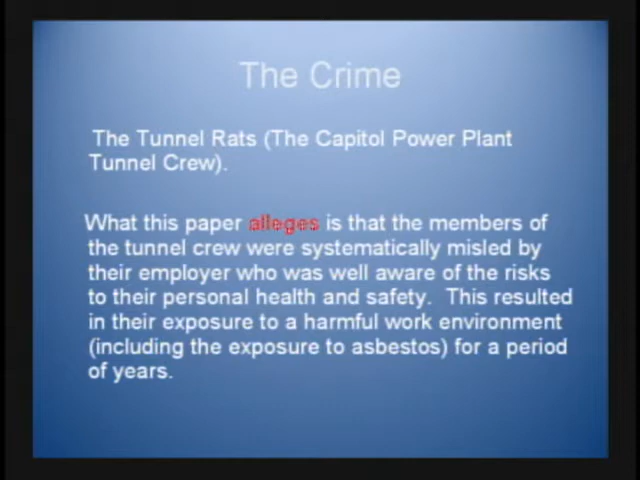 The Crime
The Tunnel Rats (The Capitol Power Plant
Tunnel Crew).
What this paper alleges is that the members of
the tunnel crew were systematically misled by
their employer who was well aware of the risks
to their personal health and safety. This resulted
in their exposure to a harmful work environment
(including the exposure to asbestos) for a period
of years.